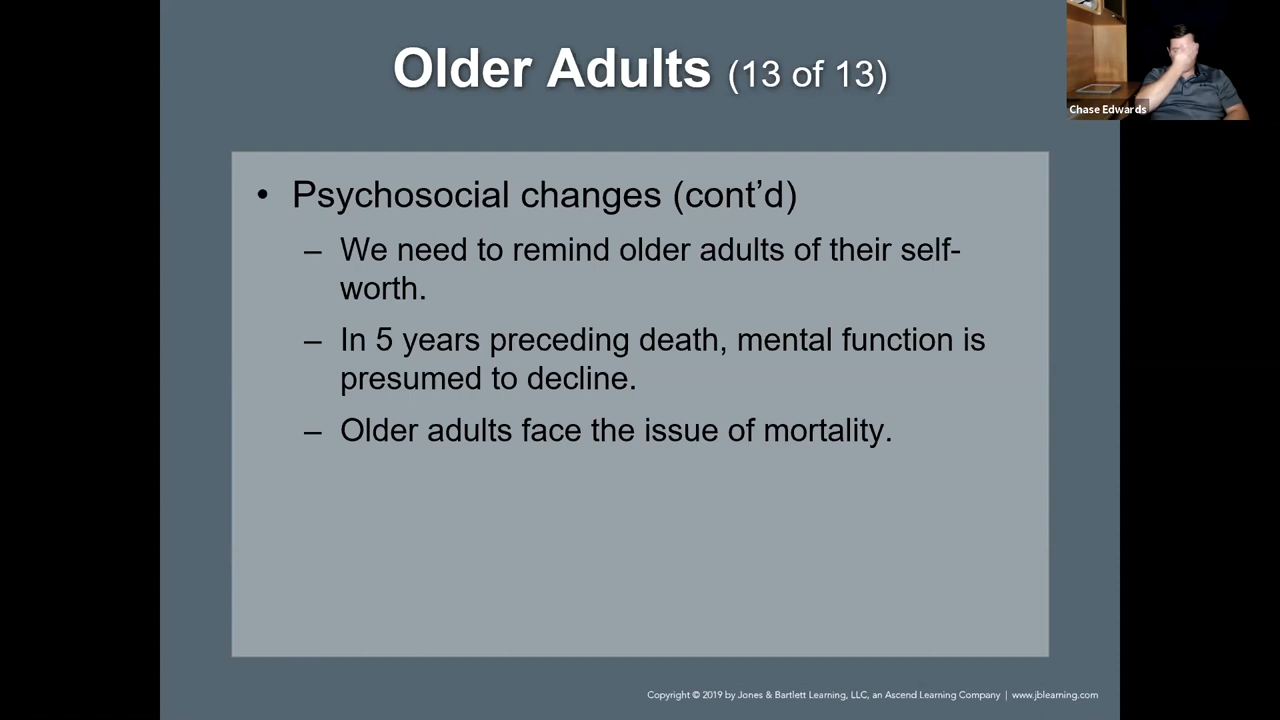 Older Adults (13 of 13)
Chase Edwards
• Psychosocial changes (cont’d)
– We need to remind older adults of their self-
worth.
– In 5 years preceding death, mental function is
presumed to decline.
– Older adults face the issue of mortality.
Copyright © 2019 by Jones & Bartlett Learning, LLC, an Ascend Learning Company | www.jblearning.com